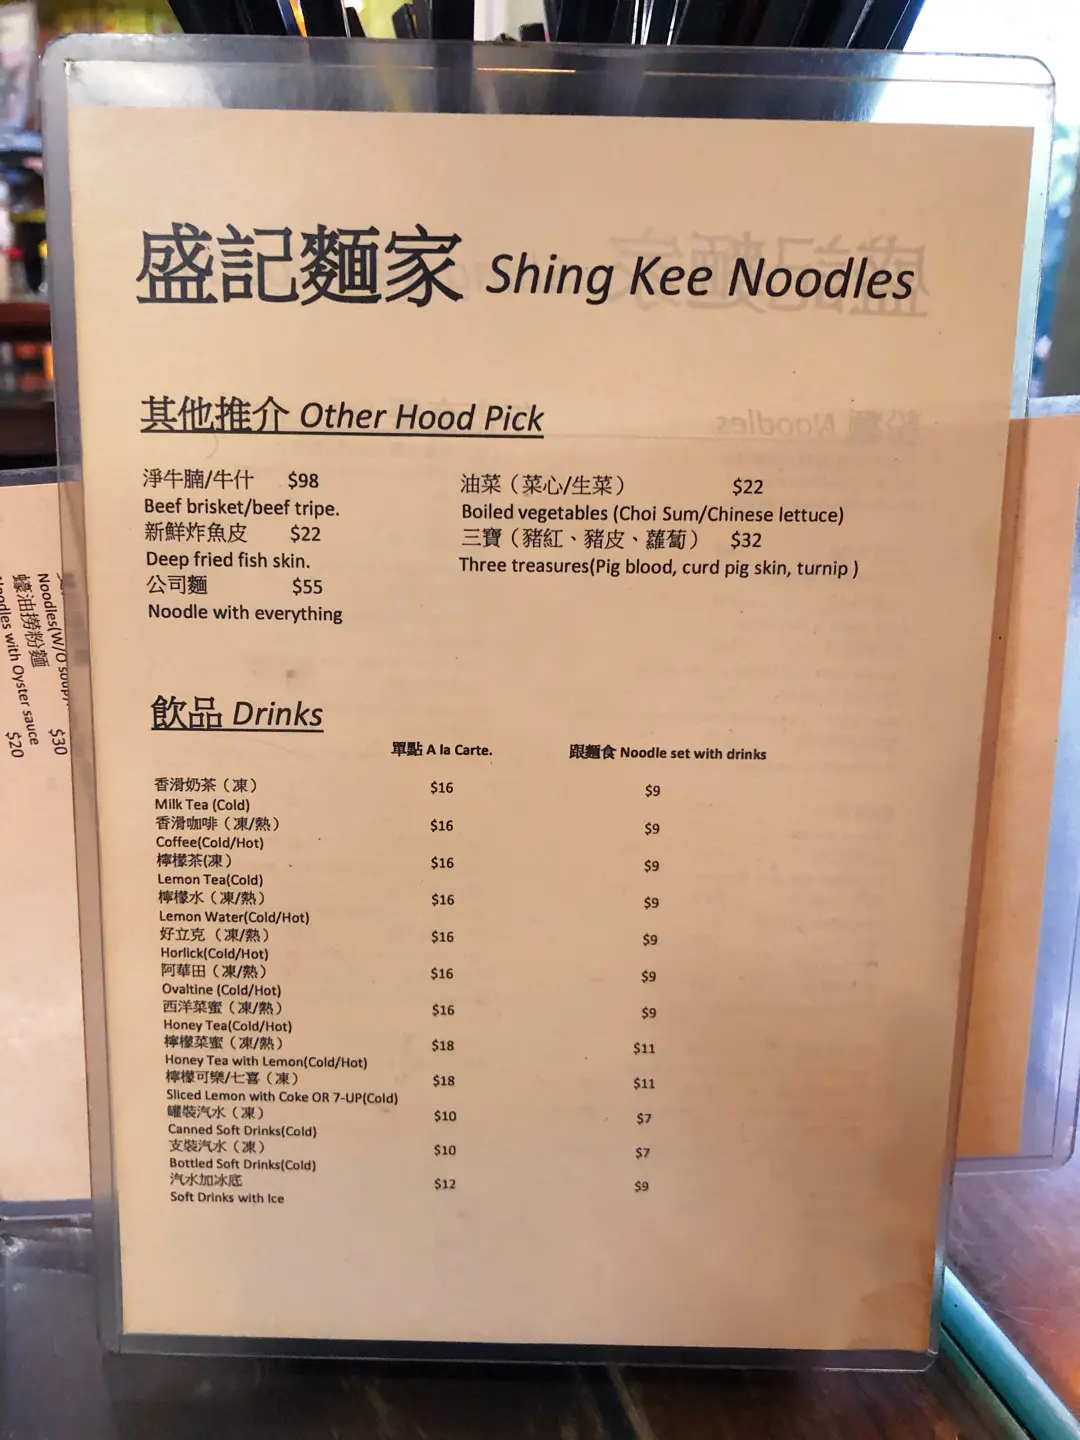 盛記麵家 Shing Kee Noodles
其他推介 Other Hood Pick
淨牛腩/牛什 $98
Beef brisket/beef tripe.
新鮮炸魚皮 $22
Deep fried fish skin.
公司麵 $55
Noodle with everything
油菜（菜心/生菜） $22
Boiled vegetables (Choi Sum/Chinese lettuce)
三寶（豬紅、豬皮、蘿蔔） $32
Three treasures(Pig blood, curd pig skin, turnip )
飲品 Drinks
單點 A la Carte. 跟麵食 Noodle set with drinks
香滑奶茶（凍） $16 $9
Milk Tea (Cold)
香滑咖啡（凍/熱） $16 $9
Coffee(Cold/Hot)
檸檬茶(凍） $16 $9
Lemon Tea(Cold)
檸檬水（凍/熱） $16 $9
Lemon Water(Cold/Hot)
好立克（凍/熱） $16 $9
Horlick(Cold/Hot)
阿華田（凍/熱） $16 $9
Ovaltine (Cold/Hot)
西洋菜蜜（凍/熱） $16 $9
Honey Tea(Cold/Hot)
檸檬菜蜜（凍/熱） $18 $11
Honey Tea with Lemon(Cold/Hot)
檸檬可樂/七喜（凍） $18 $11
Sliced Lemon with Coke OR 7-UP(Cold)
罐裝汽水（凍） $10 $7
Canned Soft Drinks(Cold)
支裝汽水（凍） $10 $7
Bottled Soft Drinks(Cold)
汽水加冰底 $12 $9
Soft Drinks with Ice
Noodles(W/O soup) $30
蠔油撈粉麵 $20
Noodles with Oyster sauce
粉麵 Noodles
盛記麵家